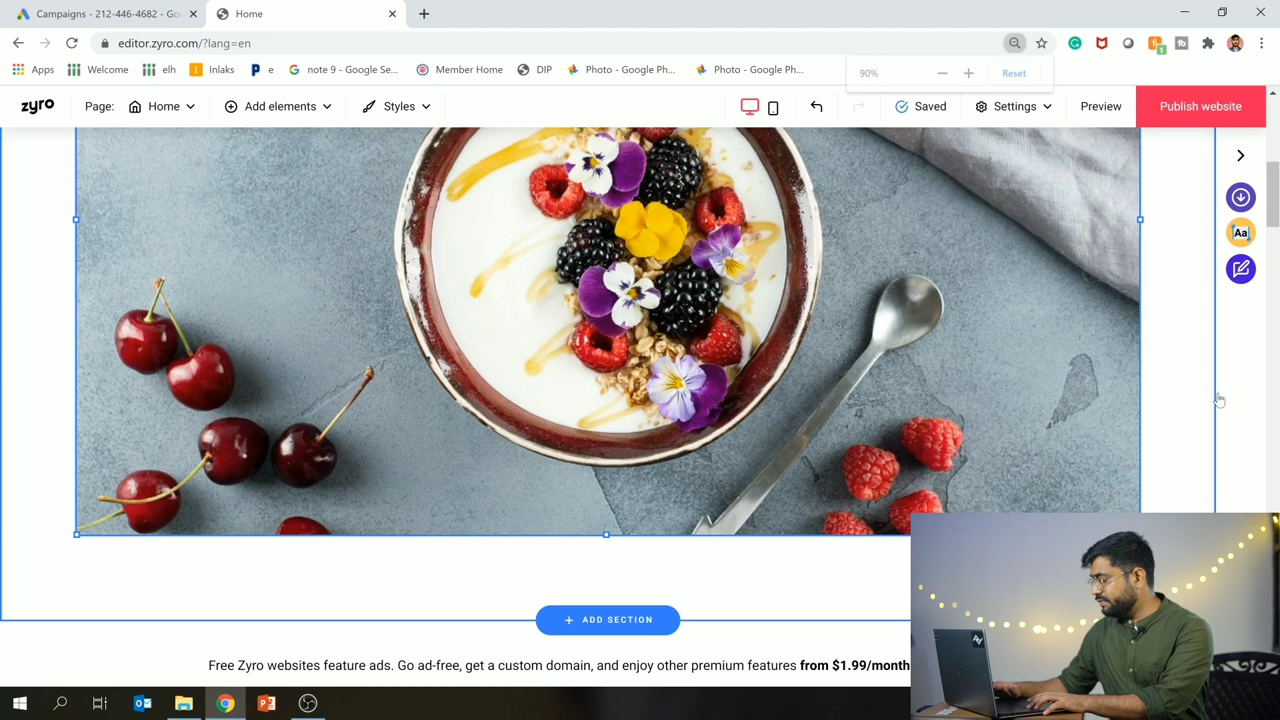 Campaigns - 212-446-4682 - Go
Home
editor.zyro.com/?lang=en
Apps
Welcome
elh
Inlaks
e
note 9 - Google Se...
Member Home
DIP
Photo - Google Ph...
Photo - Google Ph...
90%
Reset
zyro
Page:
Home
Add elements
Styles
Saved
Settings
Preview
Publish website
Aa
+ ADD SECTION
Free Zyro websites feature ads. Go ad-free, get a custom domain, and enjoy other premium features from $1.99/month